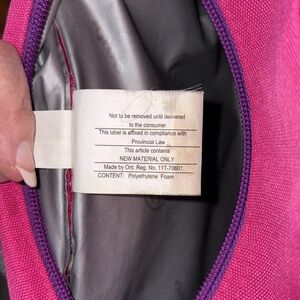 Not to be removed until delivered
to the consumer
This label is affixed in compliance with
Provincial Law
This article contains
NEW MATERIAL ONLY
Made by Ont. Reg. No. 11T-70601
CONTENT: Polyethylene Foam